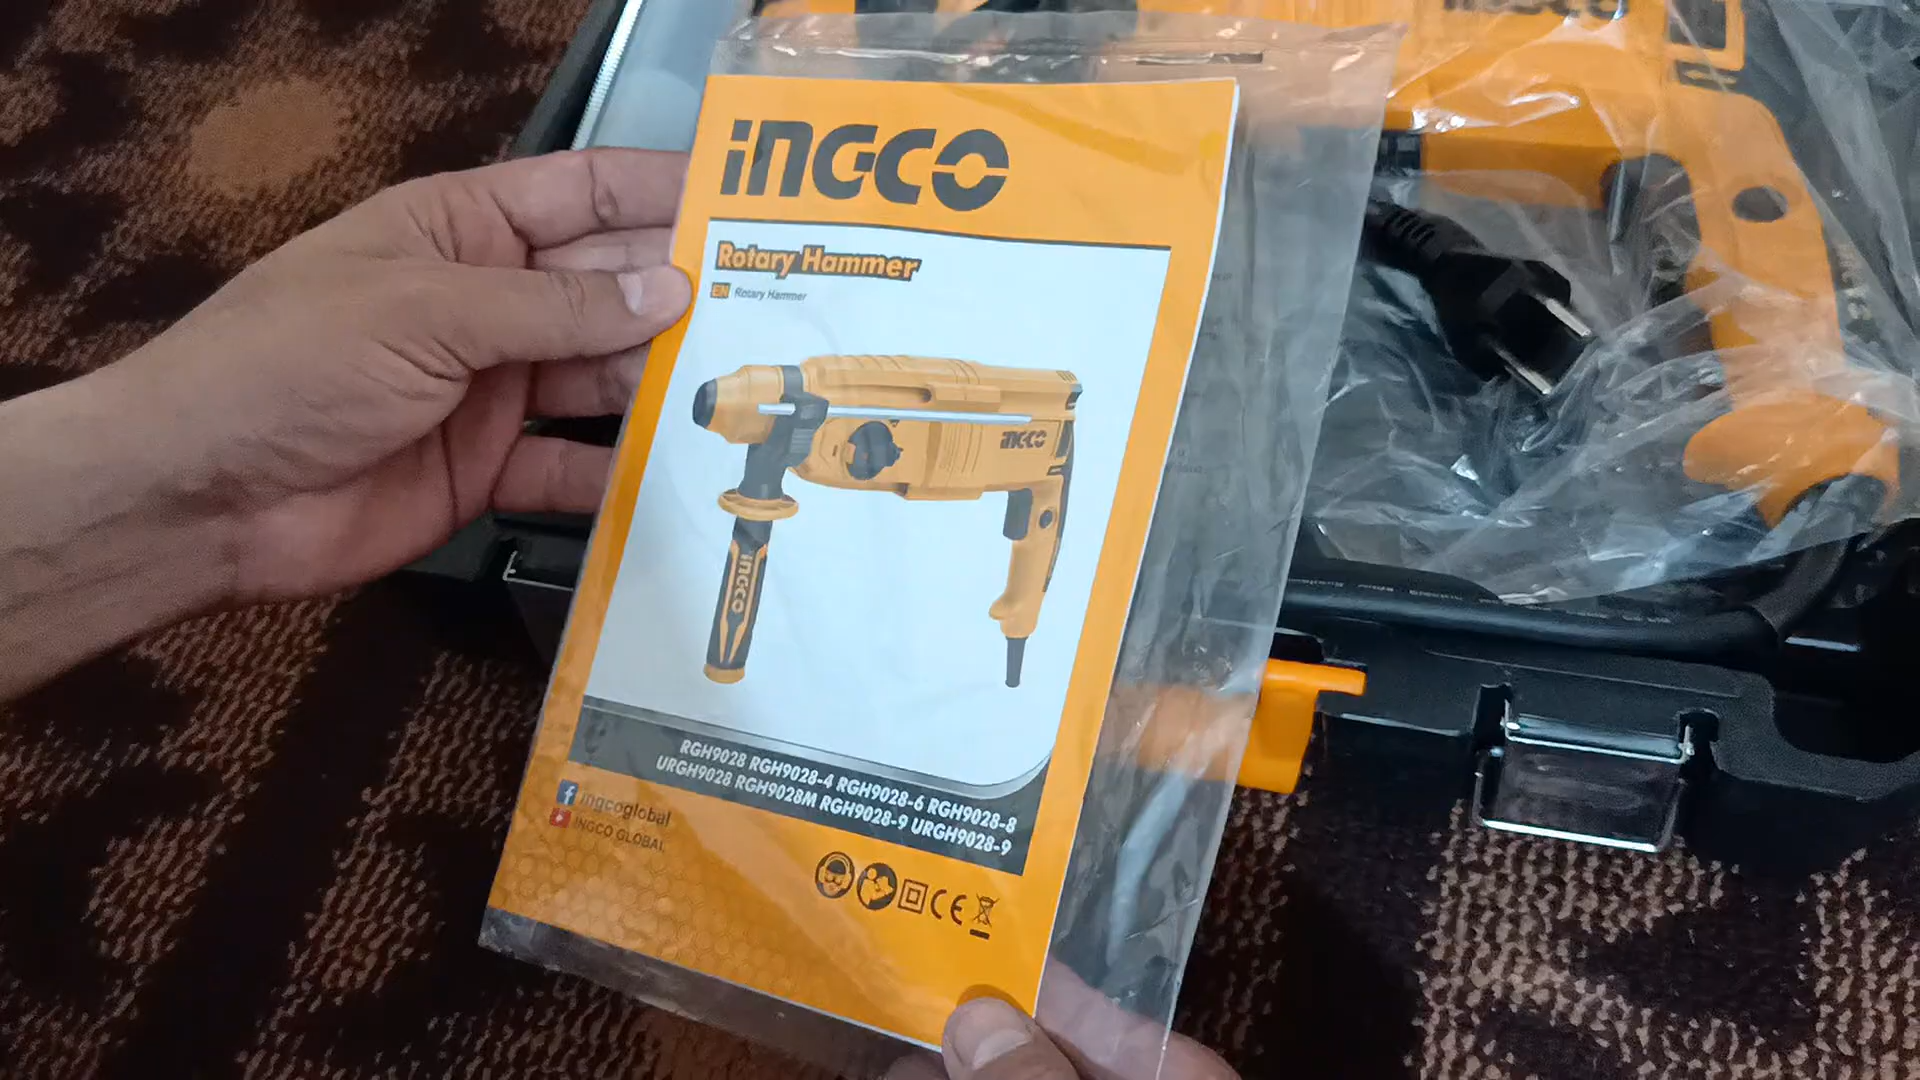 INGCO
Rotary Hammer
EN Rotary Hammer
INGCO
INGCO
RGH9028 RGH9028-4 RGH9028-6 RGH9028-8
URGH9028 RGH9028M RGH9028-9 URGH9028-9
ingcoglobal
INGCO GLOBAL
CE